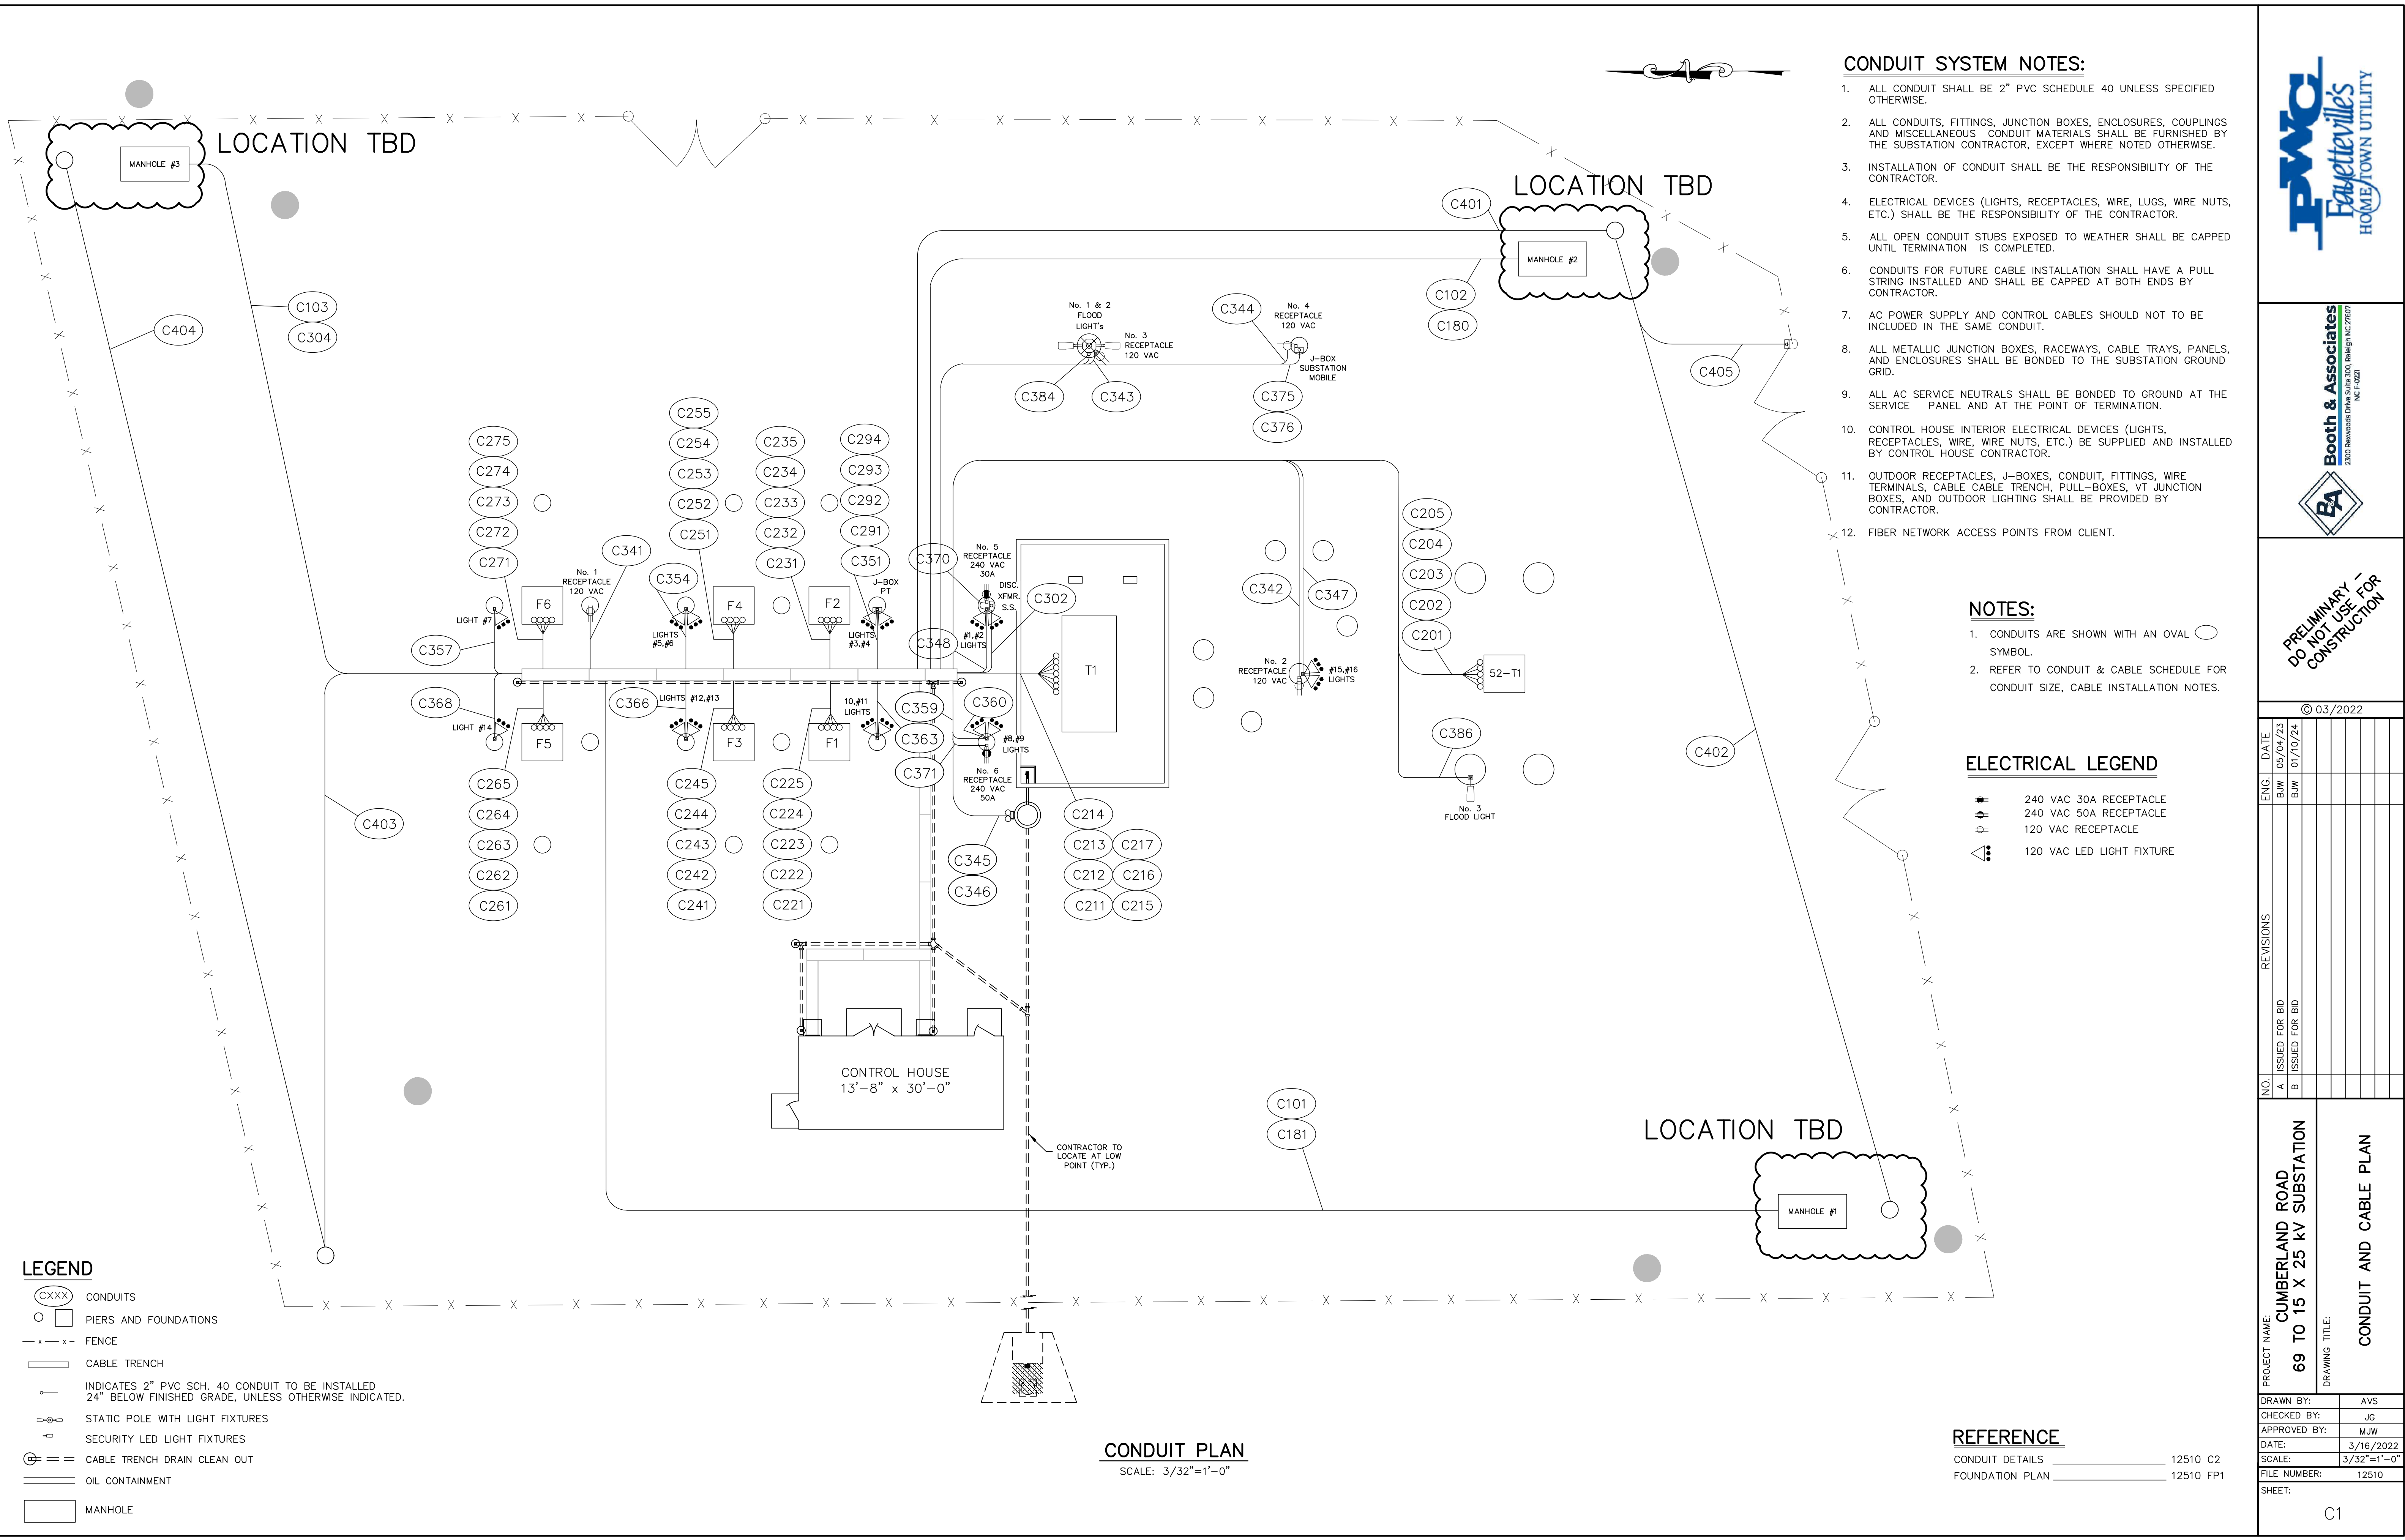 CONDUIT SYSTEM NOTES:
1. ALL CONDUIT SHALL BE 2" PVC SCHEDULE 40 UNLESS SPECIFIED
OTHERWISE.
2. ALL CONDUITS, FITTINGS, JUNCTION BOXES, ENCLOSURES, COUPLINGS
AND MISCELLANEOUS CONDUIT MATERIALS SHALL BE FURNISHED BY
THE SUBSTATION CONTRACTOR, EXCEPT WHERE NOTED OTHERWISE.
3. INSTALLATION OF CONDUIT SHALL BE THE RESPONSIBILITY OF THE
CONTRACTOR.
4. ELECTRICAL DEVICES (LIGHTS, RECEPTACLES, WIRE, LUGS, WIRE NUTS,
ETC.) SHALL BE THE RESPONSIBILITY OF THE CONTRACTOR.
5. ALL OPEN CONDUIT STUBS EXPOSED TO WEATHER SHALL BE CAPPED
UNTIL TERMINATION IS COMPLETED.
6. CONDUITS FOR FUTURE CABLE INSTALLATION SHALL HAVE A PULL
STRING INSTALLED AND SHALL BE CAPPED AT BOTH ENDS BY
CONTRACTOR.
7. AC POWER SUPPLY AND CONTROL CABLES SHOULD NOT TO BE
INCLUDED IN THE SAME CONDUIT.
8. ALL METALLIC JUNCTION BOXES, RACEWAYS, CABLE TRAYS, PANELS,
AND ENCLOSURES SHALL BE BONDED TO THE SUBSTATION GROUND
GRID.
9. ALL AC SERVICE NEUTRALS SHALL BE BONDED TO GROUND AT THE
SERVICE PANEL AND AT THE POINT OF TERMINATION.
10. CONTROL HOUSE INTERIOR ELECTRICAL DEVICES (LIGHTS,
RECEPTACLES, WIRE, WIRE NUTS, ETC.) BE SUPPLIED AND INSTALLED
BY CONTROL HOUSE CONTRACTOR.
11. OUTDOOR RECEPTACLES, J-BOXES, CONDUIT, FITTINGS, WIRE
TERMINALS, CABLE CABLE TRENCH, PULL-BOXES, VT JUNCTION
BOXES, AND OUTDOOR LIGHTING SHALL BE PROVIDED BY
CONTRACTOR.
12. FIBER NETWORK ACCESS POINTS FROM CLIENT.
NOTES:
1. CONDUITS ARE SHOWN WITH AN OVAL
SYMBOL.
2. REFER TO CONDUIT & CABLE SCHEDULE FOR
CONDUIT SIZE, CABLE INSTALLATION NOTES.
ELECTRICAL LEGEND
240 VAC 30A RECEPTACLE
240 VAC 50A RECEPTACLE
120 VAC RECEPTACLE
120 VAC LED LIGHT FIXTURE
MANHOLE #3
LOCATION TBD
C103
C304
C404
LOCATION TBD
MANHOLE #2
C401
C102
C180
C405
No. 1 & 2
FLOOD
LIGHT's
No. 3
RECEPTACLE
120 VAC
C384
C343
C344
No. 4
RECEPTACLE
120 VAC
J-BOX
SUBSTATION
MOBILE
C375
C376
C275
C274
C273
C272
C271
C255
C254
C253
C252
C251
C235
C234
C233
C232
C231
C294
C293
C292
C291
C351
C341
No. 1
RECEPTACLE
120 VAC
C354
J-BOX
PT
C370
No. 5
RECEPTACLE
240 VAC
30A
DISC.
XFMR.
S.S.
C302
F6
F4
F2
LIGHT #7
LIGHTS
#5,#6
LIGHTS
#3,#4
C348
#1,#2
LIGHTS
C357
T1
C342
C347
No. 2
RECEPTACLE
120 VAC
#15,#16
LIGHTS
C205
C204
C203
C202
C201
52-T1
C368
LIGHT #14
C366
LIGHTS #12,#13
10,#11
LIGHTS
C359
C363
C371
C360
#8,#9
LIGHTS
No. 6
RECEPTACLE
240 VAC
50A
F5
F3
F1
C386
No. 3
FLOOD LIGHT
C402
C403
C265
C264
C263
C262
C261
C245
C244
C243
C242
C241
C225
C224
C223
C222
C221
C345
C346
C214
C213
C217
C212
C216
C211
C215
CONTROL HOUSE
13'-8" x 30'-0"
CONTRACTOR TO
LOCATE AT LOW
POINT (TYP.)
C101
C181
LOCATION TBD
MANHOLE #1
LEGEND
CXXX
CONDUITS
PIERS AND FOUNDATIONS
FENCE
CABLE TRENCH
INDICATES 2" PVC SCH. 40 CONDUIT TO BE INSTALLED
24" BELOW FINISHED GRADE, UNLESS OTHERWISE INDICATED.
STATIC POLE WITH LIGHT FIXTURES
SECURITY LED LIGHT FIXTURES
CABLE TRENCH DRAIN CLEAN OUT
OIL CONTAINMENT
MANHOLE
CONDUIT PLAN
SCALE: 3/32"=1'-0"
REFERENCE
CONDUIT DETAILS 12510 C2
FOUNDATION PLAN 12510 FP1
PWC
Fayetteville's
HOMETOWN UTILITY
B&A
Booth & Associates
2300 Rexwoods Drive Suite 300, Raleigh NC 27607
NC F-0221
PRELIMINARY -
DO NOT USE FOR
CONSTRUCTION
© 03/2022
NO. REVISIONS ENG. DATE
A ISSUED FOR BID BJW 05/04/23
B ISSUED FOR BID BJW 01/10/24
PROJECT NAME:
CUMBERLAND ROAD
69 TO 15 X 25 kV SUBSTATION
DRAWING TITLE:
CONDUIT AND CABLE PLAN
DRAWN BY: AVS
CHECKED BY: JG
APPROVED BY: MJW
DATE: 3/16/2022
SCALE: 3/32"=1'-0"
FILE NUMBER: 12510
SHEET:
C1